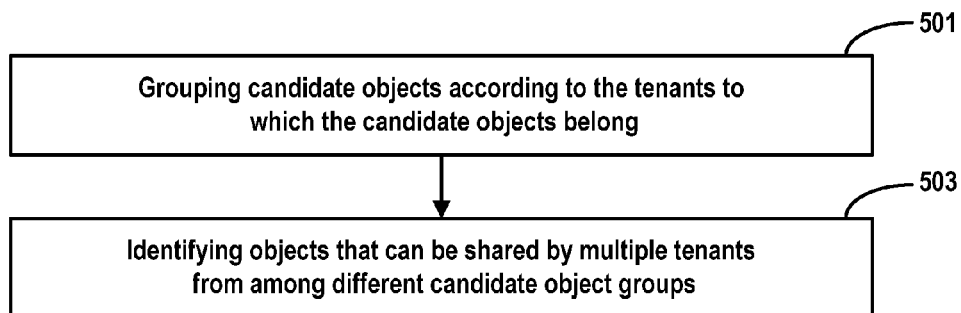 501
Grouping candidate objects according to the tenants to
which the candidate objects belong
503
Identifying objects that can be shared by multiple tenants
from among different candidate object groups